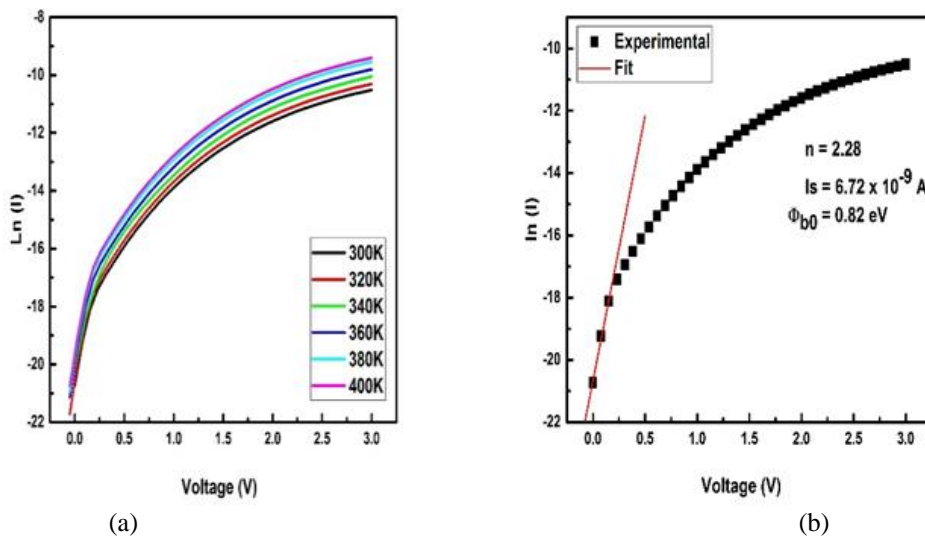 -8
-10
-12
-14
-16
-18
-20
-22
Ln (I)
300K
320K
340K
360K
380K
400K
0.0 0.5 1.0 1.5 2.0 2.5 3.0
Voltage (V)
(a)
Experimental
Fit
-10
-12
-14
-16
-18
-20
-22
ln (I)
n = 2.28
Is = 6.72 x 10⁻⁹ A
Φb0 = 0.82 eV
0.0 0.5 1.0 1.5 2.0 2.5 3.0
Voltage (V)
(b)